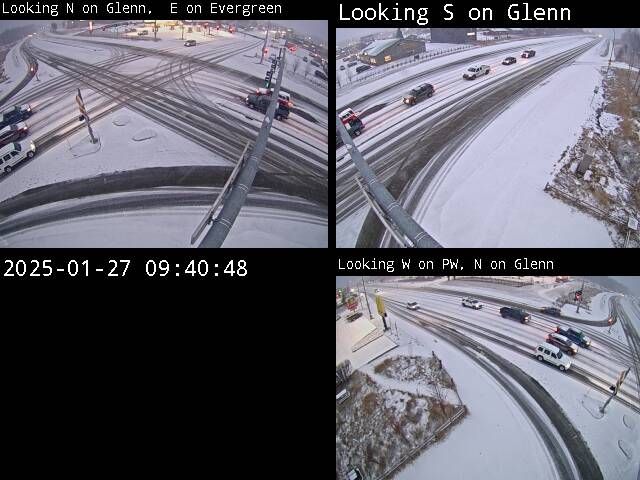 Looking N on Glenn, E on Evergreen
Looking S on Glenn
2025-01-27 09:40:48
Looking W on PW, N on Glenn